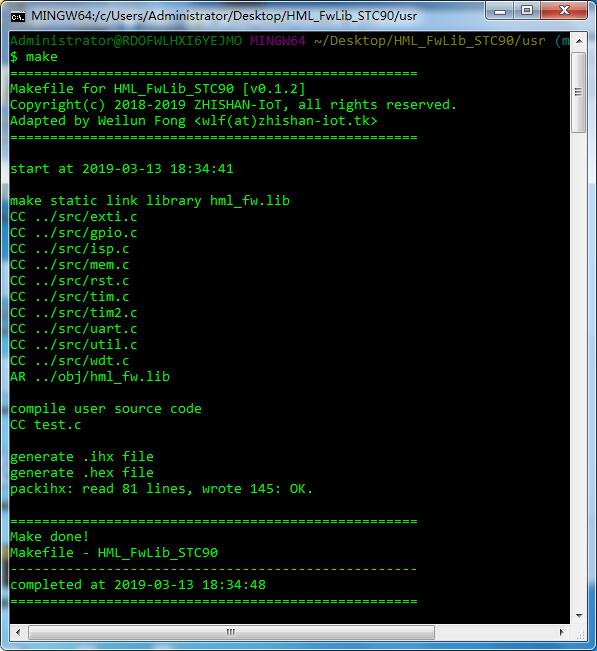 MINGW64:/c/Users/Administrator/Desktop/HML_FwLib_STC90/usr
Administrator@RDOFWLHXI6YEJMO MINGW64 ~/Desktop/HML_FwLib_STC90/usr (m
$ make
===================================================
Makefile for HML_FwLib_STC90 [v0.1.2]
Copyright(c) 2018-2019 ZHISHAN-IoT, all rights reserved.
Adapted by Weilun Fong <wlf(at)zhishan-iot.tk>
===================================================
start at 2019-03-13 18:34:41
make static link library hml_fw.lib
CC ../src/exti.c
CC ../src/gpio.c
CC ../src/isp.c
CC ../src/mem.c
CC ../src/rst.c
CC ../src/tim.c
CC ../src/tim2.c
CC ../src/uart.c
CC ../src/util.c
CC ../src/wdt.c
AR ../obj/hml_fw.lib
compile user source code
CC test.c
generate .ihx file
generate .hex file
packihx: read 81 lines, wrote 145: OK.
===================================================
Make done!
Makefile - HML_FwLib_STC90
---------------------------------------------------
completed at 2019-03-13 18:34:48
===================================================